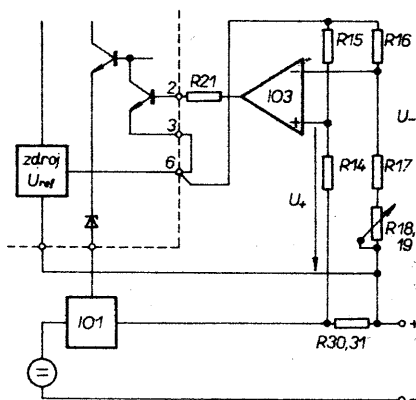 R15 R16
2 R21
IO3
−
+
3
6
U−
zdroj
Uref
R14 R17
U+
R18,
19
IO1
R30,31
+
=
−